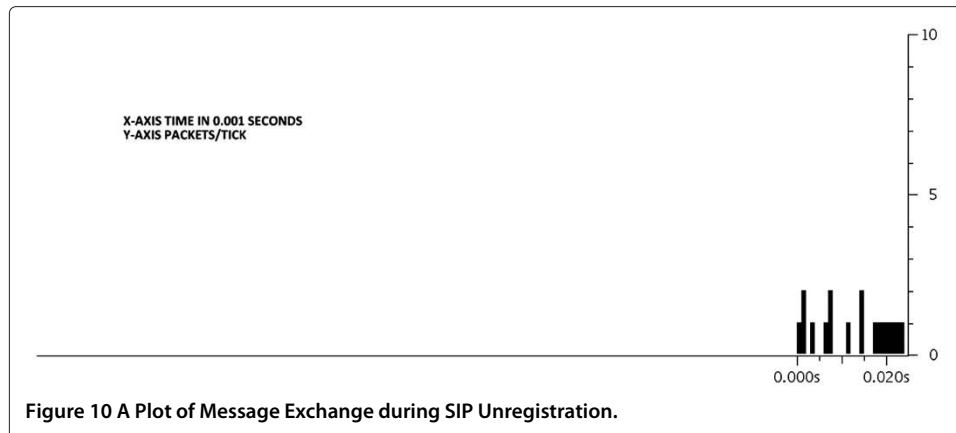 10
X-AXIS TIME IN 0.001 SECONDS
Y-AXIS PACKETS/TICK
5
0
0.000s 0.020s
Figure 10 A Plot of Message Exchange during SIP Unregistration.